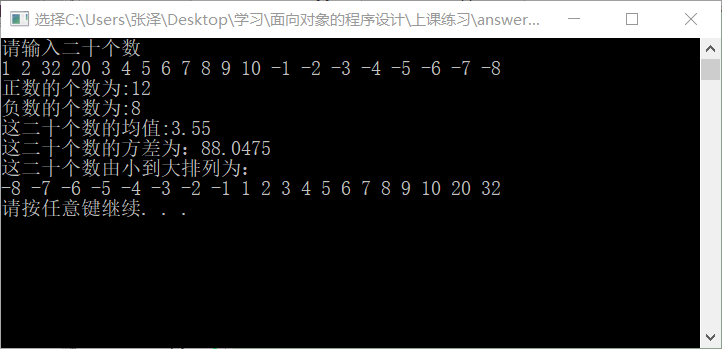 选择C:\Users\张泽\Desktop\学习\面向对象的程序设计\上课练习\answer...
请输入二十个数
1 2 32 20 3 4 5 6 7 8 9 10 -1 -2 -3 -4 -5 -6 -7 -8
正数的个数为:12
负数的个数为:8
这二十个数的均值:3.55
这二十个数的方差为：88.0475
这二十个数由小到大排列为：
-8 -7 -6 -5 -4 -3 -2 -1 1 2 3 4 5 6 7 8 9 10 20 32
请按任意键继续. . .